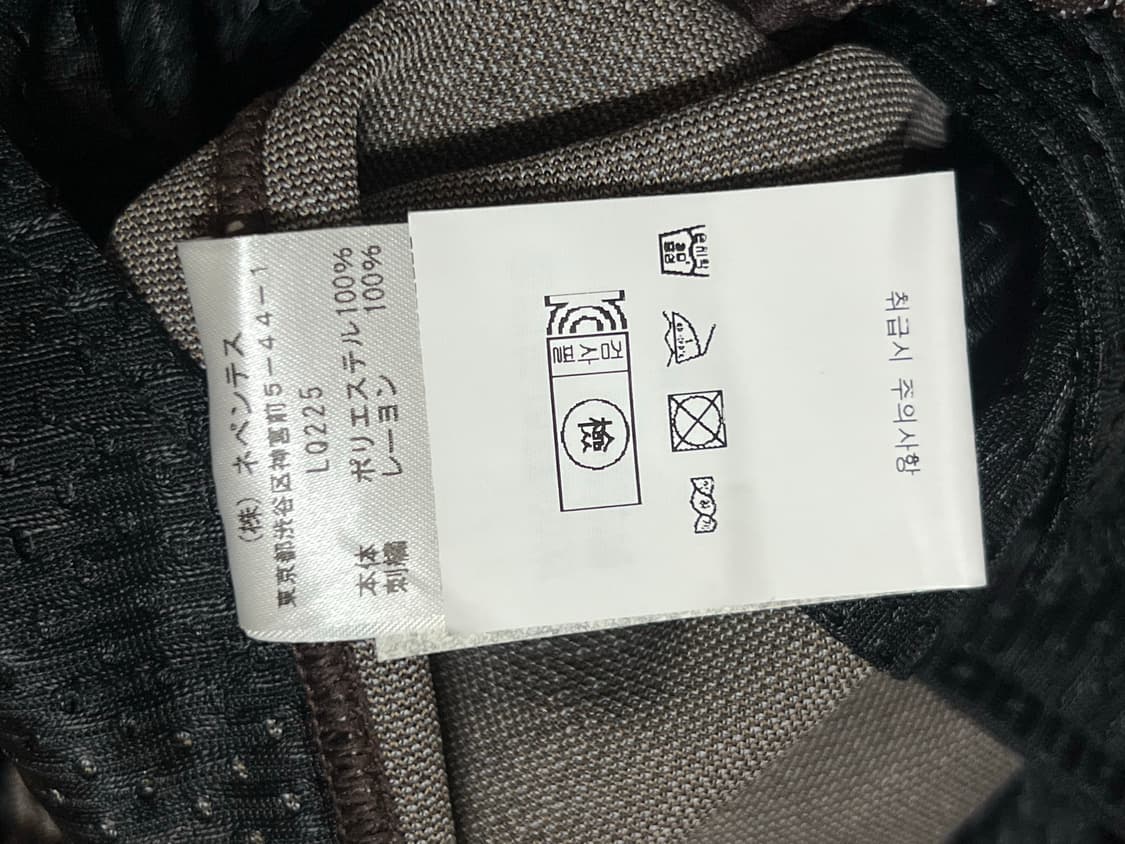 (株) ネペンテス
東京都渋谷区神宮前5-44-1
L0225
本体 ポリエステル100%
刺繍 レーヨン 100%
취급시 주의사항
검사필
檢